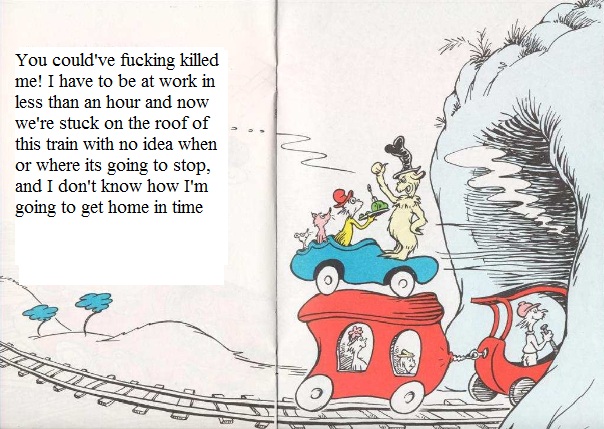 You could've fucking killed
me! I have to be at work in
less than an hour and now
we're stuck on the roof of
this train with no idea when
or where its going to stop,
and I don't know how I'm
going to get home in time